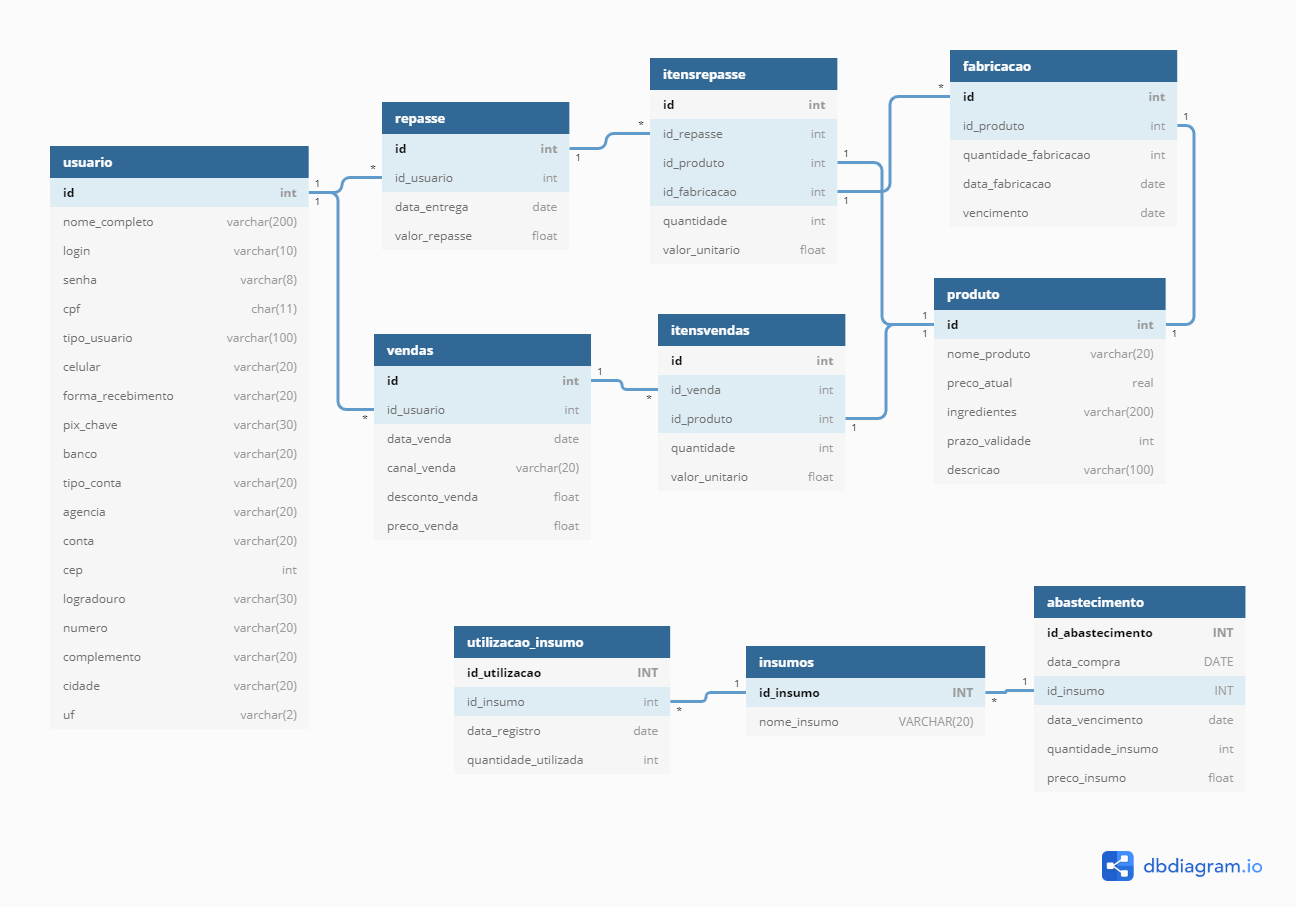 usuario
id int
nome_completo varchar(200)
login varchar(10)
senha varchar(8)
cpf char(11)
tipo_usuario varchar(100)
celular varchar(20)
forma_recebimento varchar(20)
pix_chave varchar(30)
banco varchar(20)
tipo_conta varchar(20)
agencia varchar(20)
conta varchar(20)
cep int
logradouro varchar(30)
numero varchar(20)
complemento varchar(20)
cidade varchar(20)
uf varchar(2)
1
1
*
*
repasse
id int
id_usuario int
data_entrega date
valor_repasse float
1
*
vendas
id int
id_usuario int
data_venda date
canal_venda varchar(20)
desconto_venda float
preco_venda float
1
*
itensrepasse
id int
id_repasse int
id_produto int
id_fabricacao int
quantidade int
valor_unitario float
1
1
*
itensvendas
id int
id_venda int
id_produto int
quantidade int
valor_unitario float
1
fabricacao
id int
id_produto int
quantidade_fabricacao int
data_fabricacao date
vencimento date
1
1
1
1
produto
id int
nome_produto varchar(20)
preco_atual real
ingredientes varchar(200)
prazo_validade int
descricao varchar(100)
utilizacao_insumo
id_utilizacao INT
id_insumo int
data_registro date
quantidade_utilizada int
*
1
insumos
id_insumo INT
nome_insumo VARCHAR(20)
*
1
abastecimento
id_abastecimento INT
data_compra DATE
id_insumo INT
data_vencimento date
quantidade_insumo int
preco_insumo float
dbdiagram.io